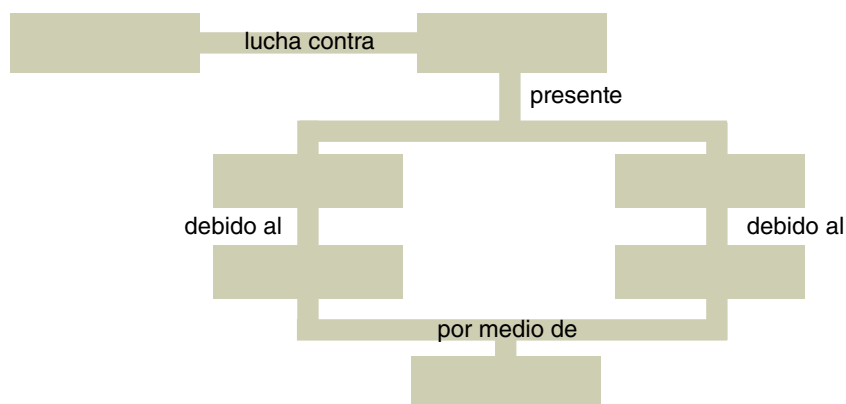 lucha contra
presente
debido al
debido al
por medio de